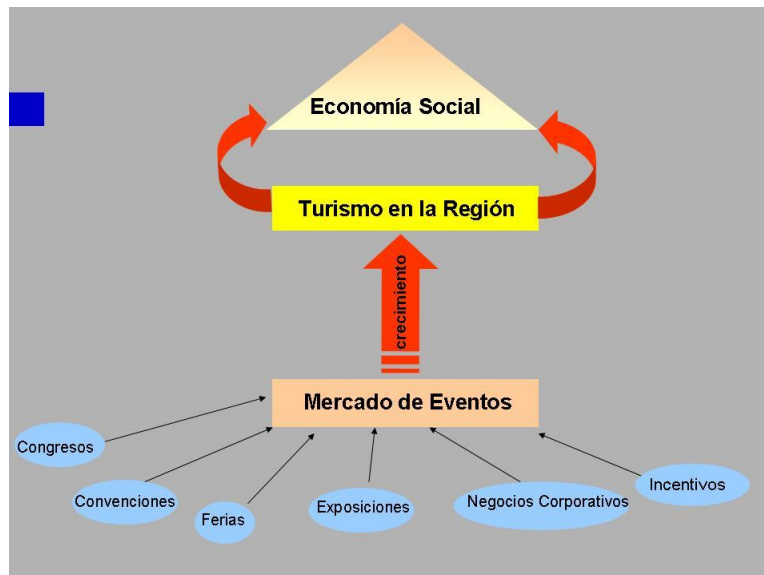 Economía Social
Turismo en la Región
crecimiento
Mercado de Eventos
Congresos
Convenciones
Ferias
Exposiciones
Negocios Corporativos
Incentivos